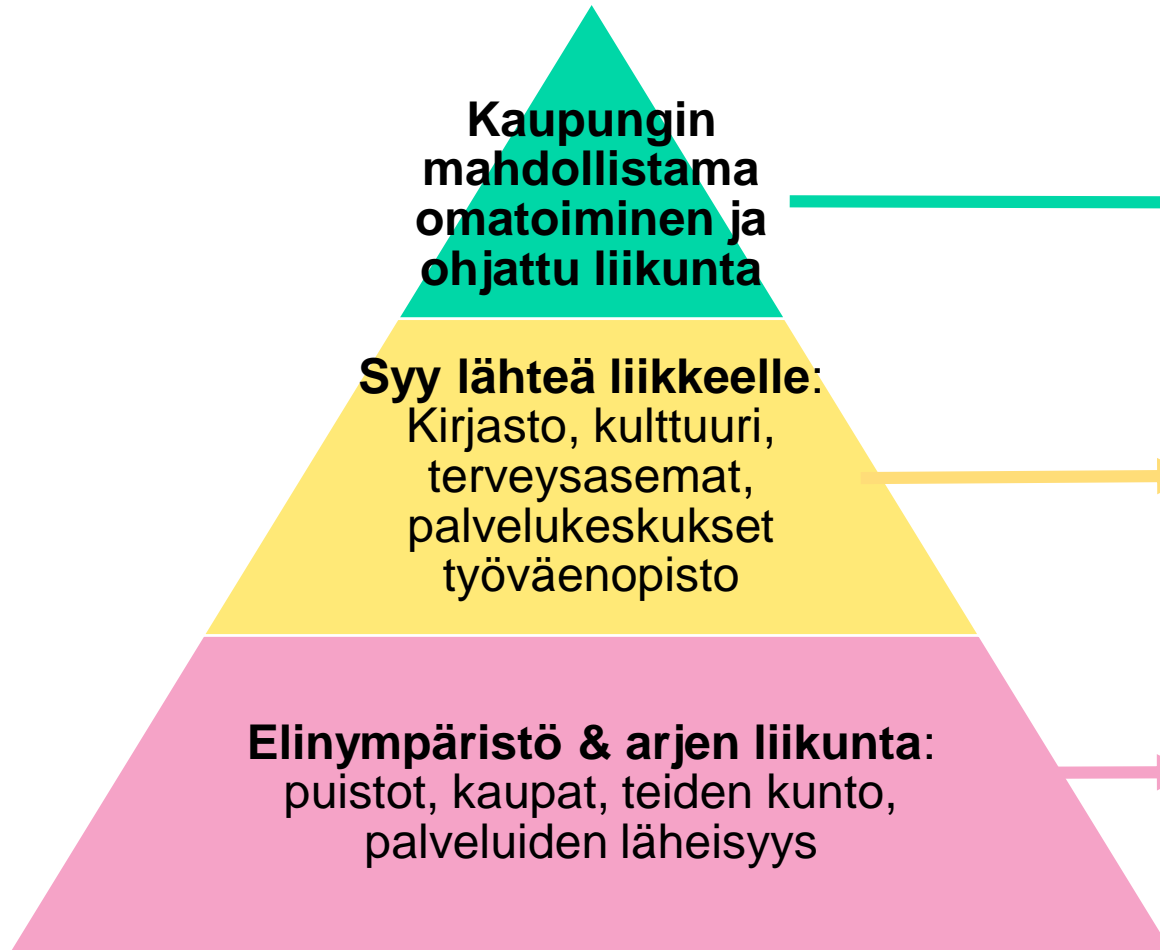 Kaupungin
mahdollistama
omatoiminen ja
ohjattu liikunta
Syy lähteä liikkeelle:
Kirjasto, kulttuuri,
terveysasemat,
palvelukeskukset
työväenopisto
Elinympäristö & arjen liikunta:
puistot, kaupat, teiden kunto,
palveluiden läheisyys